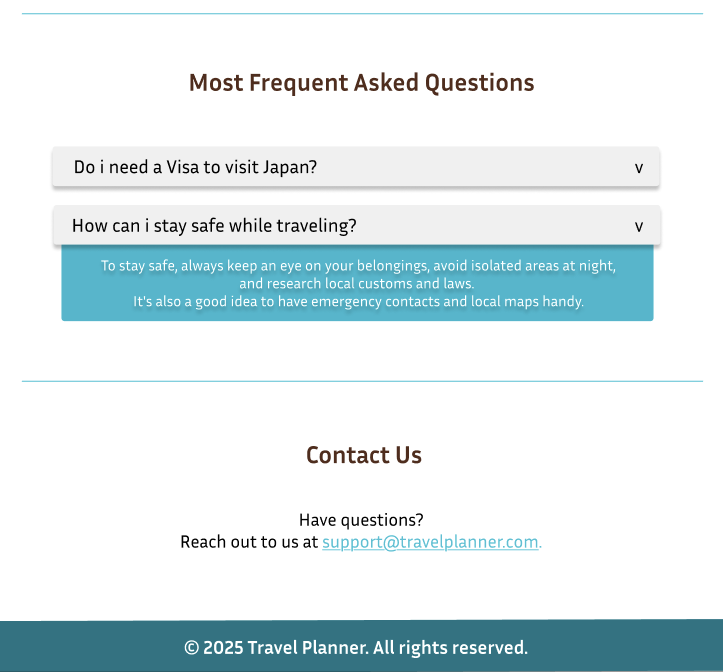 Most Frequent Asked Questions
Do i need a Visa to visit Japan? v
How can i stay safe while traveling? v
To stay safe, always keep an eye on your belongings, avoid isolated areas at night,
and research local customs and laws.
It's also a good idea to have emergency contacts and local maps handy.
Contact Us
Have questions?
Reach out to us at support@travelplanner.com.
© 2025 Travel Planner. All rights reserved.